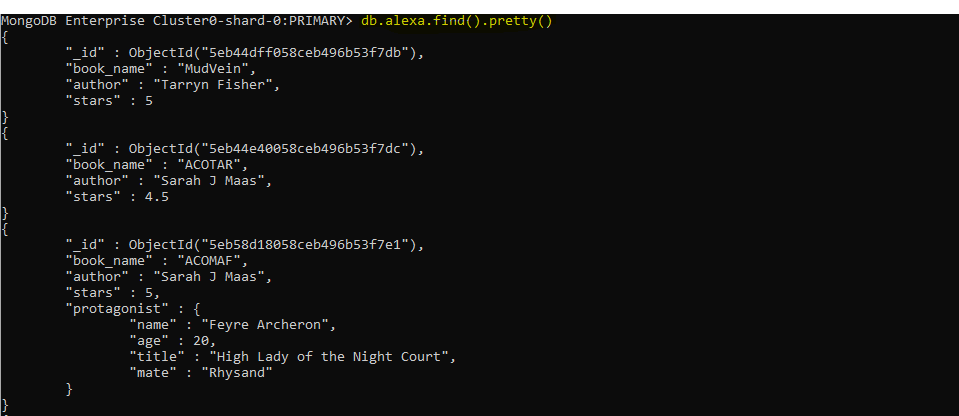 MongoDB Enterprise Cluster0-shard-0:PRIMARY> db.alexa.find().pretty()
{
        "_id" : ObjectId("5eb44dff058ceb496b53f7db"),
        "book_name" : "MudVein",
        "author" : "Tarryn Fisher",
        "stars" : 5
}
{
        "_id" : ObjectId("5eb44e40058ceb496b53f7dc"),
        "book_name" : "ACOTAR",
        "author" : "Sarah J Maas",
        "stars" : 4.5
}
{
        "_id" : ObjectId("5eb58d18058ceb496b53f7e1"),
        "book_name" : "ACOMAF",
        "author" : "Sarah J Maas",
        "stars" : 5,
        "protagonist" : {
                "name" : "Feyre Archeron",
                "age" : 20,
                "title" : "High Lady of the Night Court",
                "mate" : "Rhysand"
        }
}